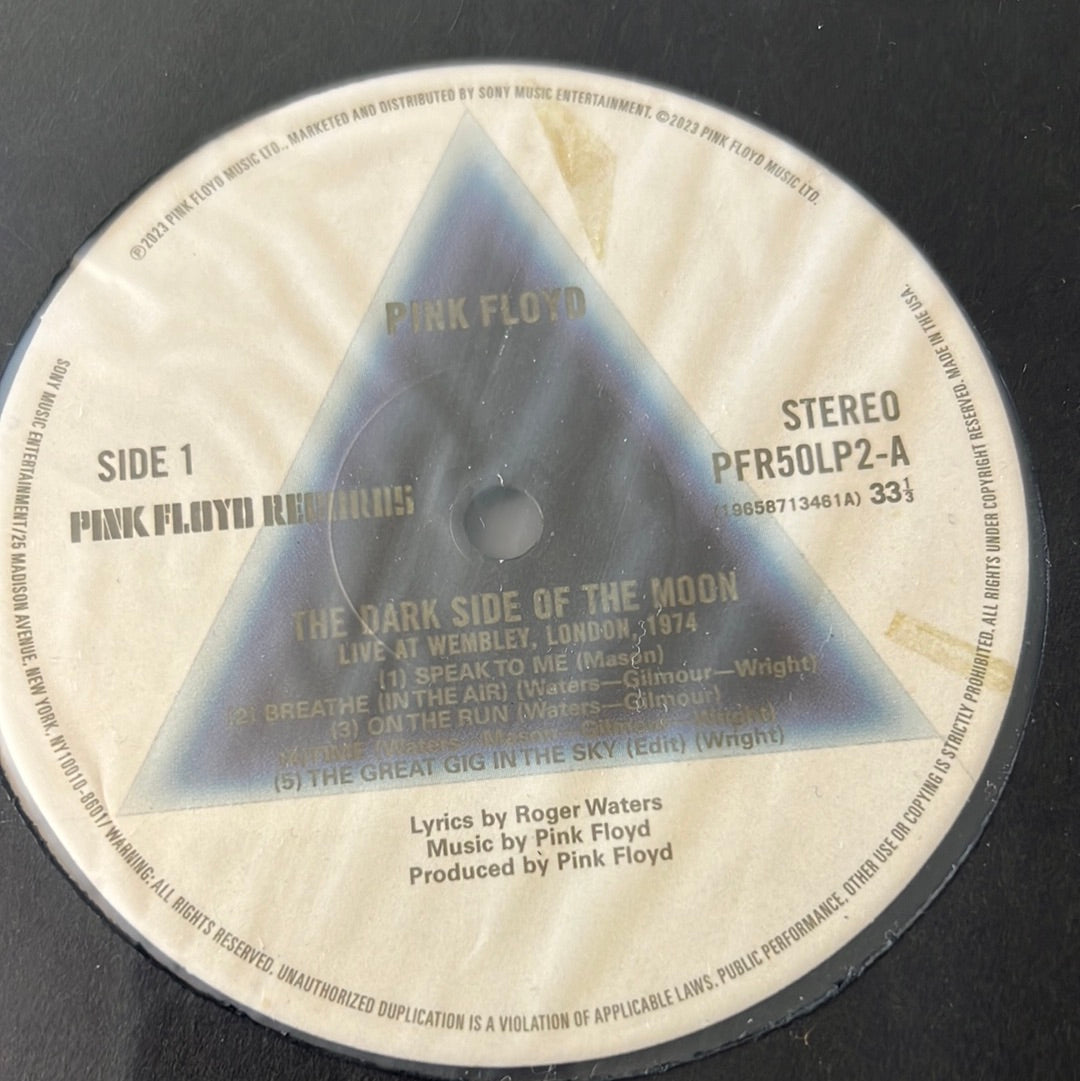 ℗2023 PINK FLOYD MUSIC LTD., MARKETED AND DISTRIBUTED BY SONY MUSIC ENTERTAINMENT. ©2023 PINK FLOYD MUSIC LTD.
PINK FLOYD
SIDE 1
PINK FLOYD RECORDS
STEREO
PFR50LP2-A
(19658713461A) 33⅓
THE DARK SIDE OF THE MOON
LIVE AT WEMBLEY, LONDON, 1974
(1) SPEAK TO ME (Mason)
(2) BREATHE (IN THE AIR) (Waters—Gilmour—Wright)
(3) ON THE RUN (Waters—Gilmour)
TIME (Waters—Mason—Gilmour—Wright)
(5) THE GREAT GIG IN THE SKY (Edit) (Wright)
Lyrics by Roger Waters
Music by Pink Floyd
Produced by Pink Floyd
SONY MUSIC ENTERTAINMENT/25 MADISON AVENUE, NEW YORK, NY10010-8601/WARNING: ALL RIGHTS RESERVED. UNAUTHORIZED DUPLICATION IS A VIOLATION OF APPLICABLE LAWS. PUBLIC PERFORMANCE, OTHER USE OR COPYING IS STRICTLY PROHIBITED. ALL RIGHTS UNDER COPYRIGHT RESERVED. MADE IN THE USA.